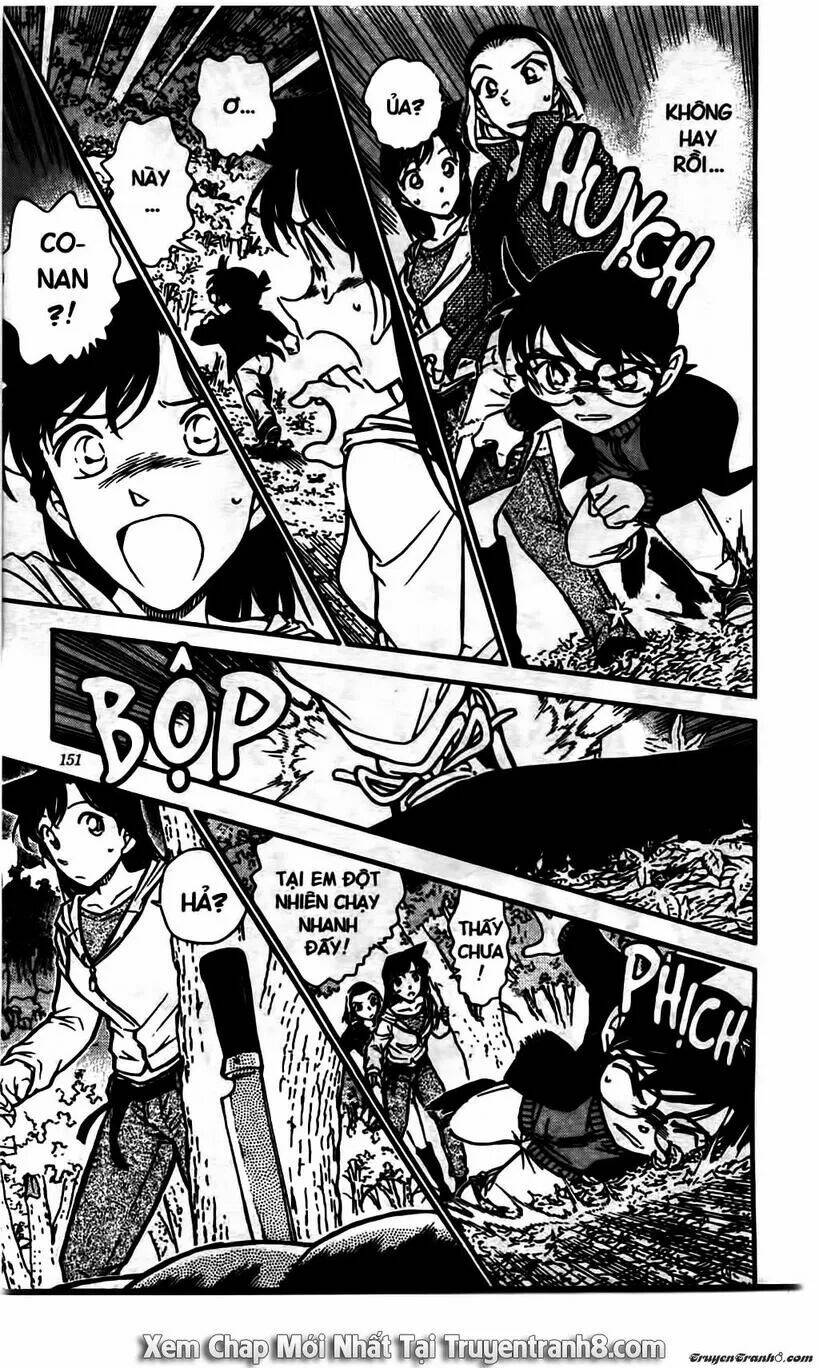 KHÔNG
HAY
RỒI...
ỦA?
HUỴCH
Ơ...
NÀY
...
CO-
NAN
?!
BỘP
151
THẤY
CHƯA
!
TẠI EM ĐỘT
NHIÊN CHẠY
NHANH
ĐẤY!
PHỊCH
HẢ?
Xem Chap Mới Nhất Tại Truyentranh8.com
TruyenTranh8.com